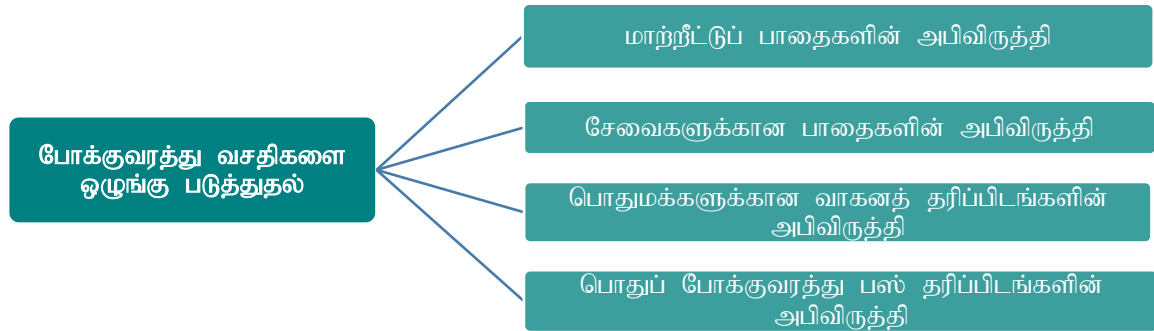 போக்குவரத்து வசதிகளை
ஒழுங்கு படுத்துதல்
மாற்றீட்டுப் பாதைகளின் அபிவிருத்தி
சேவைகளுக்கான பாதைகளின் அபிவிருத்தி
பொதுமக்களுக்கான வாகனத் தரிப்பிடங்களின்
அபிவிருத்தி
பொதுப் போக்குவரத்து பஸ் தரிப்பிடங்களின்
அபிவிருத்தி